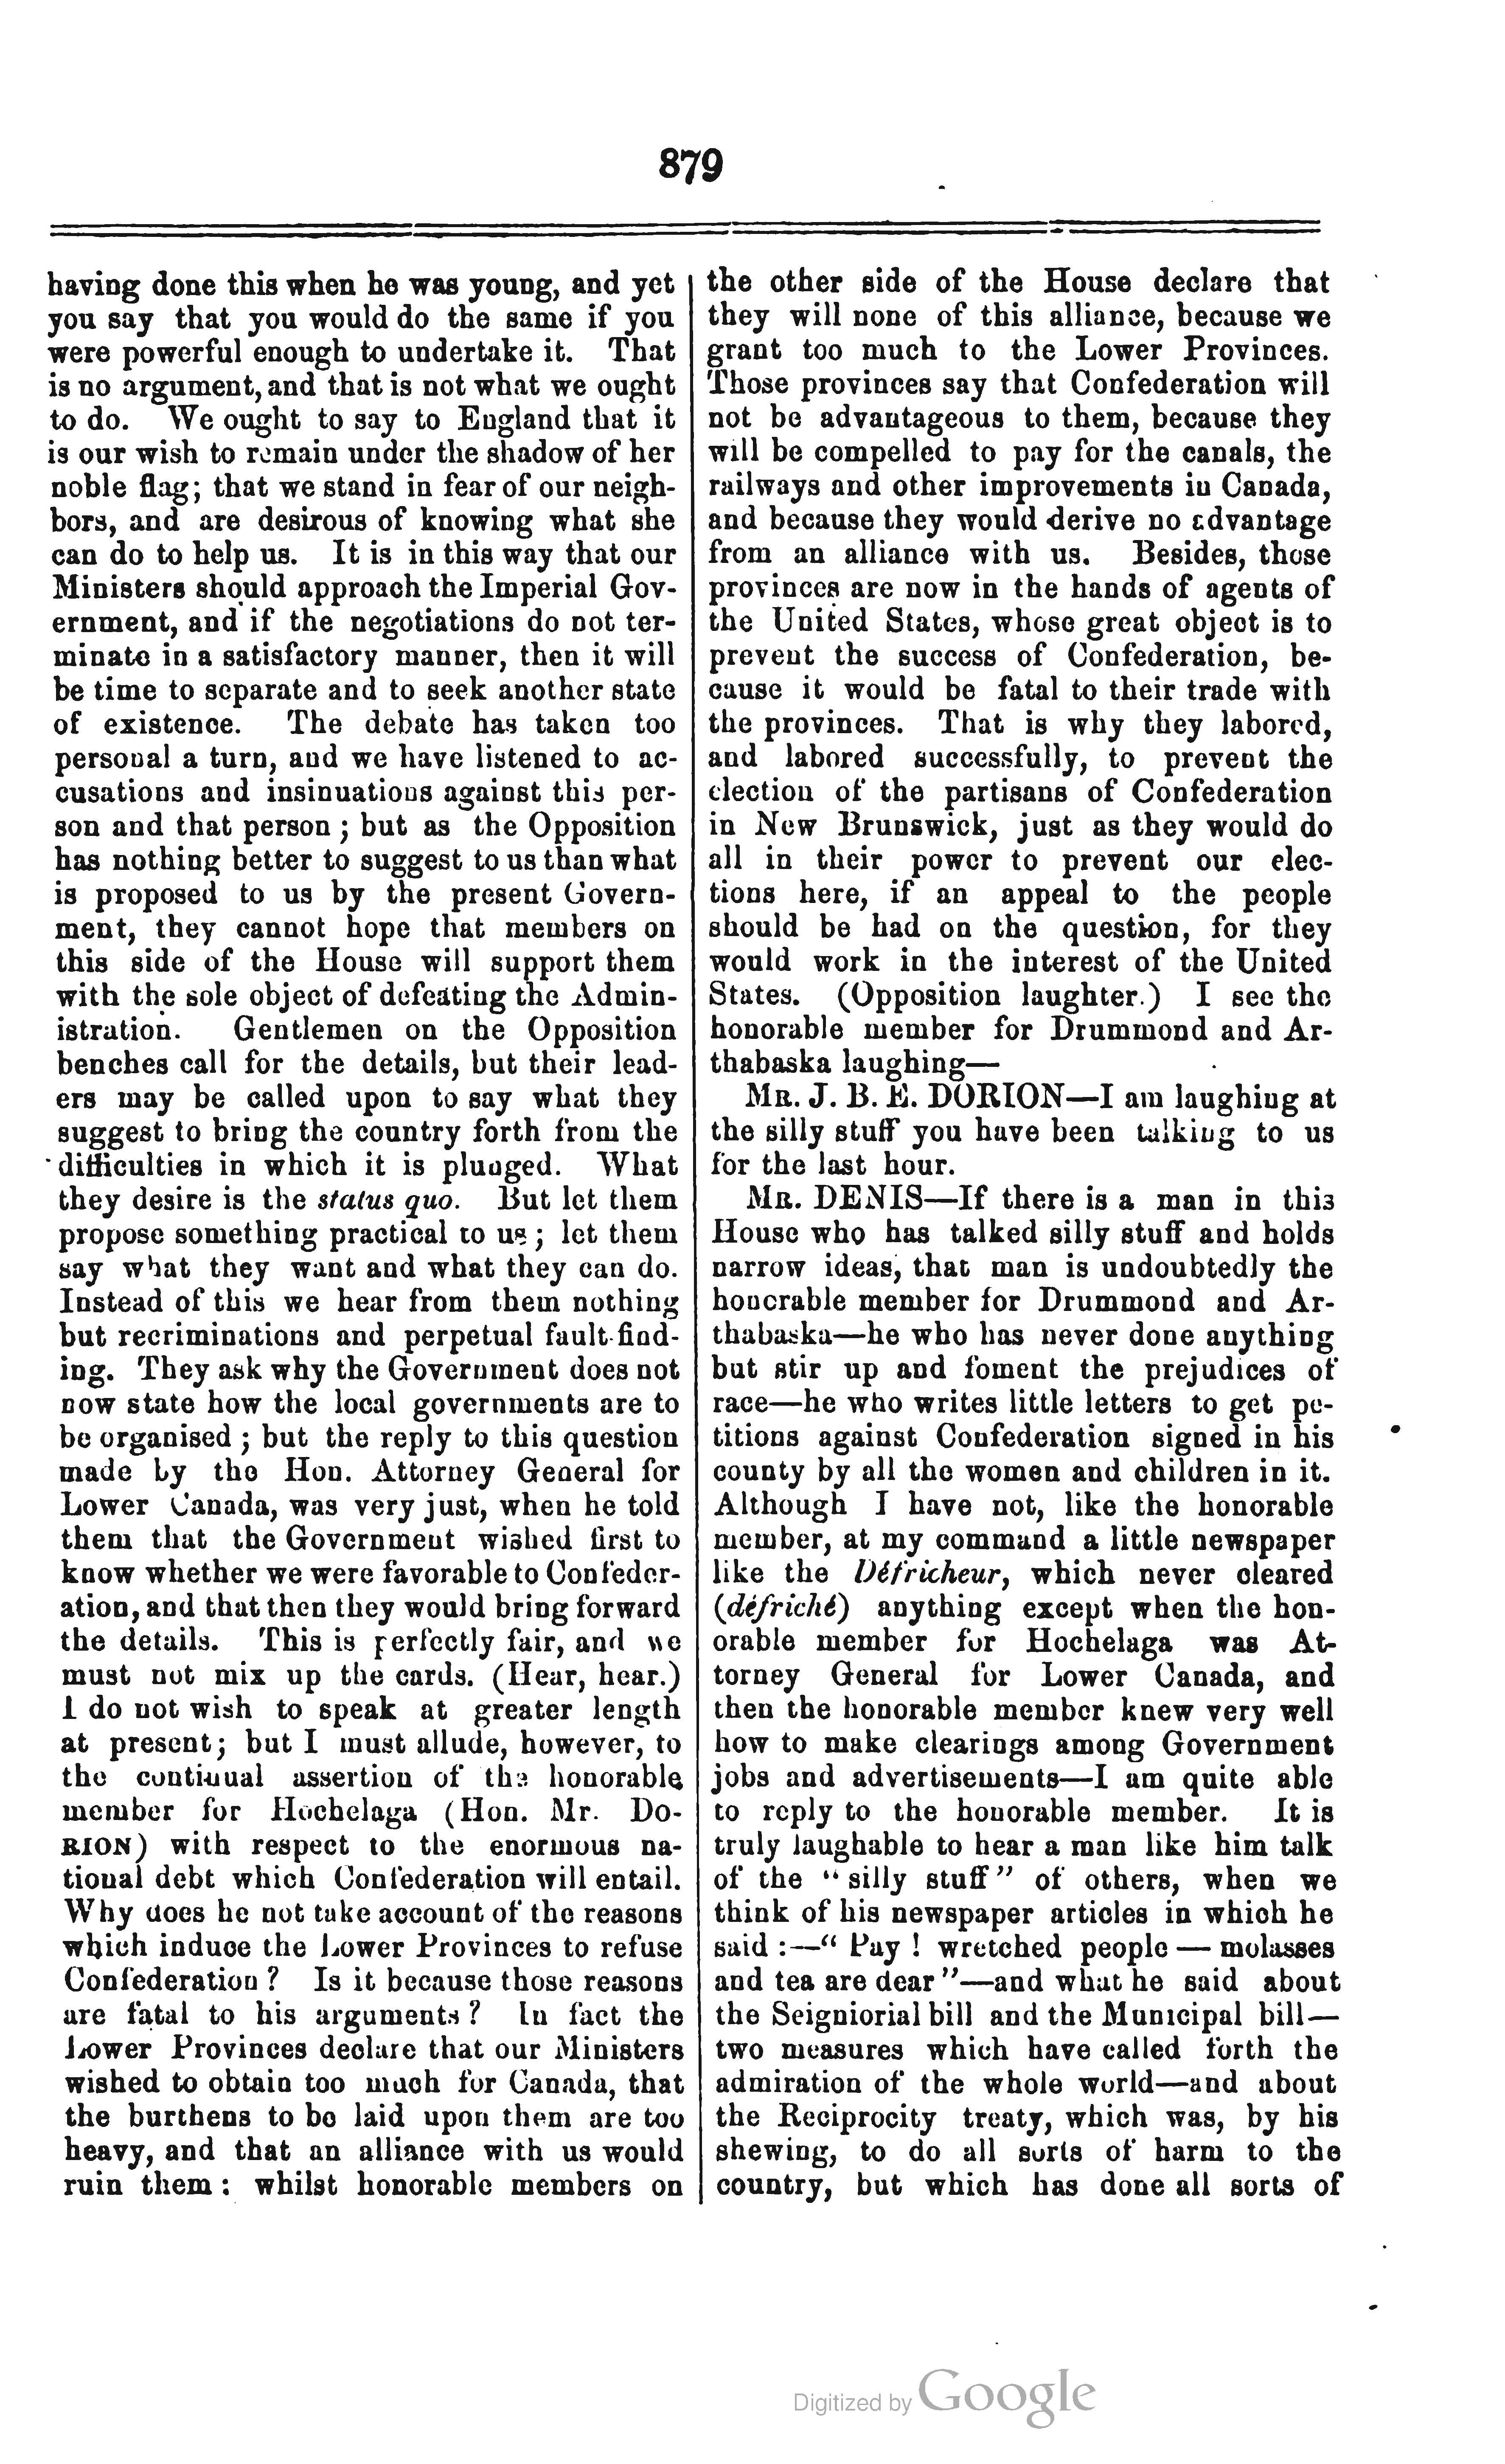 879
having done this when he was young, and yet
you say that you would do the same if you
were powerful enough to undertake it. That
is no argument, and that is not what we ought
to do. We ought to say to England that it
is our wish to remain under the shadow of her
noble flag; that we stand in fear of our neigh-
bors, and are desirous of knowing what she
can do to help us. It is in this way that our
Ministers should approach the Imperial Gov-
ernment, and if the negotiations do not ter-
minate in a satisfactory manner, then it will
be time to separate and to seek another state
of existence. The debate has taken too
personal a turn, and we have listened to ac-
cusations and insinuations against this per-
son and that person; but as the Opposition
has nothing better to suggest to us than what
is proposed to us by the present Govern-
ment, they cannot hope that members on
this side of the House will support them
with the sole object of defeating the Admin-
istration. Gentlemen on the Opposition
benches call for the details, but their lead-
ers may be called upon to say what they
suggest to bring the country forth from the
difficulties in which it is plunged. What
they desire is the status quo. But let them
propose something practical to us; let them
say what they want and what they can do.
Instead of this we hear from them nothing
but recriminations and perpetual fault-find-
ing. They ask why the Government does not
now state how the local governments are to
be organised; but the reply to this question
made by the Hon. Attorney General for
Lower Canada, was very just, when he told
them that the Government wished first to
know whether we were favorable to Confeder-
ation, and that then they would bring forward
the details. This is perfectly fair, and we
must not mix up the cards. (Hear, hear.)
I do not wish to speak at greater length
at present; but I must allude, however, to
the continual assertion of the honorable
member for Hochelaga (Hon. Mr. Do-
RION) with respect to the enormous na-
tional debt which Confederation will entail.
Why does he not take account of the reasons
which induce the Lower Provinces to refuse
Confederation? Is it because those reasons
are fatal to his arguments? In fact the
Lower Provinces declare that our Ministers
wished to obtain too much for Canada, that
the burthens to be laid upon them are too
heavy, and that an alliance with us would
ruin them: whilst honorable members on
the other side of the House declare that
they will none of this alliance, because we
grant too much to the Lower Provinces.
Those provinces say that Confederation will
not be advantageous to them, because they
will be compelled to pay for the canals, the
railways and other improvements in Canada,
and because they would derive no advantage
from an alliance with us. Besides, those
provinces are now in the hands of agents of
the United States, whose great object is to
prevent the success of Confederation, be-
cause it would be fatal to their trade with
the provinces. That is why they labored,
and labored successfully, to prevent the
election of the partisans of Confederation
in New Brunswick, just as they would do
all in their power to prevent our elec-
tions here, if an appeal to the people
should be had on the question, for they
would work in the interest of the United
States. (Opposition laughter.) I see the
honorable member for Drummond and Ar-
thabaska laughing—
MR. J. B. E. DORION—I am laughing at
the silly stuff you have been talking to us
for the last hour.
MR. DENIS—If there is a man in this
House who has talked silly stuff and holds
narrow ideas, that man is undoubtedly the
honorable member for Drummond and Ar-
thabaska—he who has never done anything
but stir up and foment the prejudices of
race—he who writes little letters to get pe-
titions against Confederation signed in his
county by all the women and children in it.
Although I have not, like the honorable
member, at my command a little newspaper
like the Défricheur, which never cleared
(défriché) anything except when the hon-
orable member for Hochelaga was At-
torney General for Lower Canada, and
then the honorable member knew very well
how to make clearings among Government
jobs and advertisements—I am quite able
to reply to the honorable member. It is
truly laughable to hear a man like him talk
of the "silly stuff" of others, when we
think of his newspaper articles in which he
said:—"Pay! wretched people — molasses
and tea are dear"—and what he said about
the Seigniorial bill and the Municipal bill—
two measures which have called forth the
admiration of the whole world—and about
the Reciprocity treaty, which was, by his
shewing, to do all sorts of harm to the
country, but which has done all sorts of
Digitized by Google